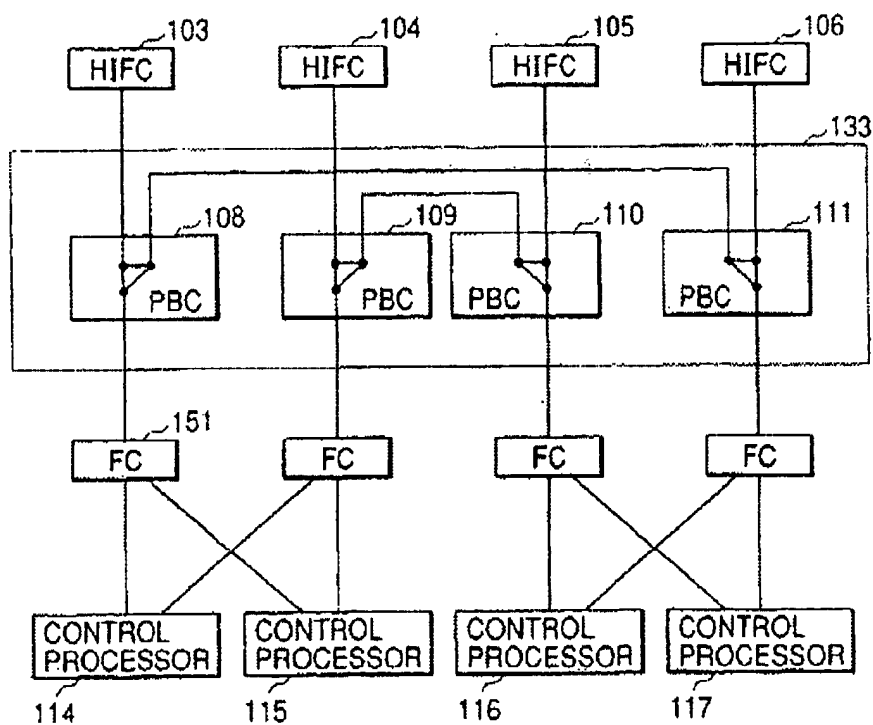 103
104
105
106
HIFC
HIFC
HIFC
HIFC
133
108
109
110
111
PBC
PBC
PBC
PBC
151
FC
FC
FC
FC
CONTROL
PROCESSOR
CONTROL
PROCESSOR
CONTROL
PROCESSOR
CONTROL
PROCESSOR
114
115
116
117